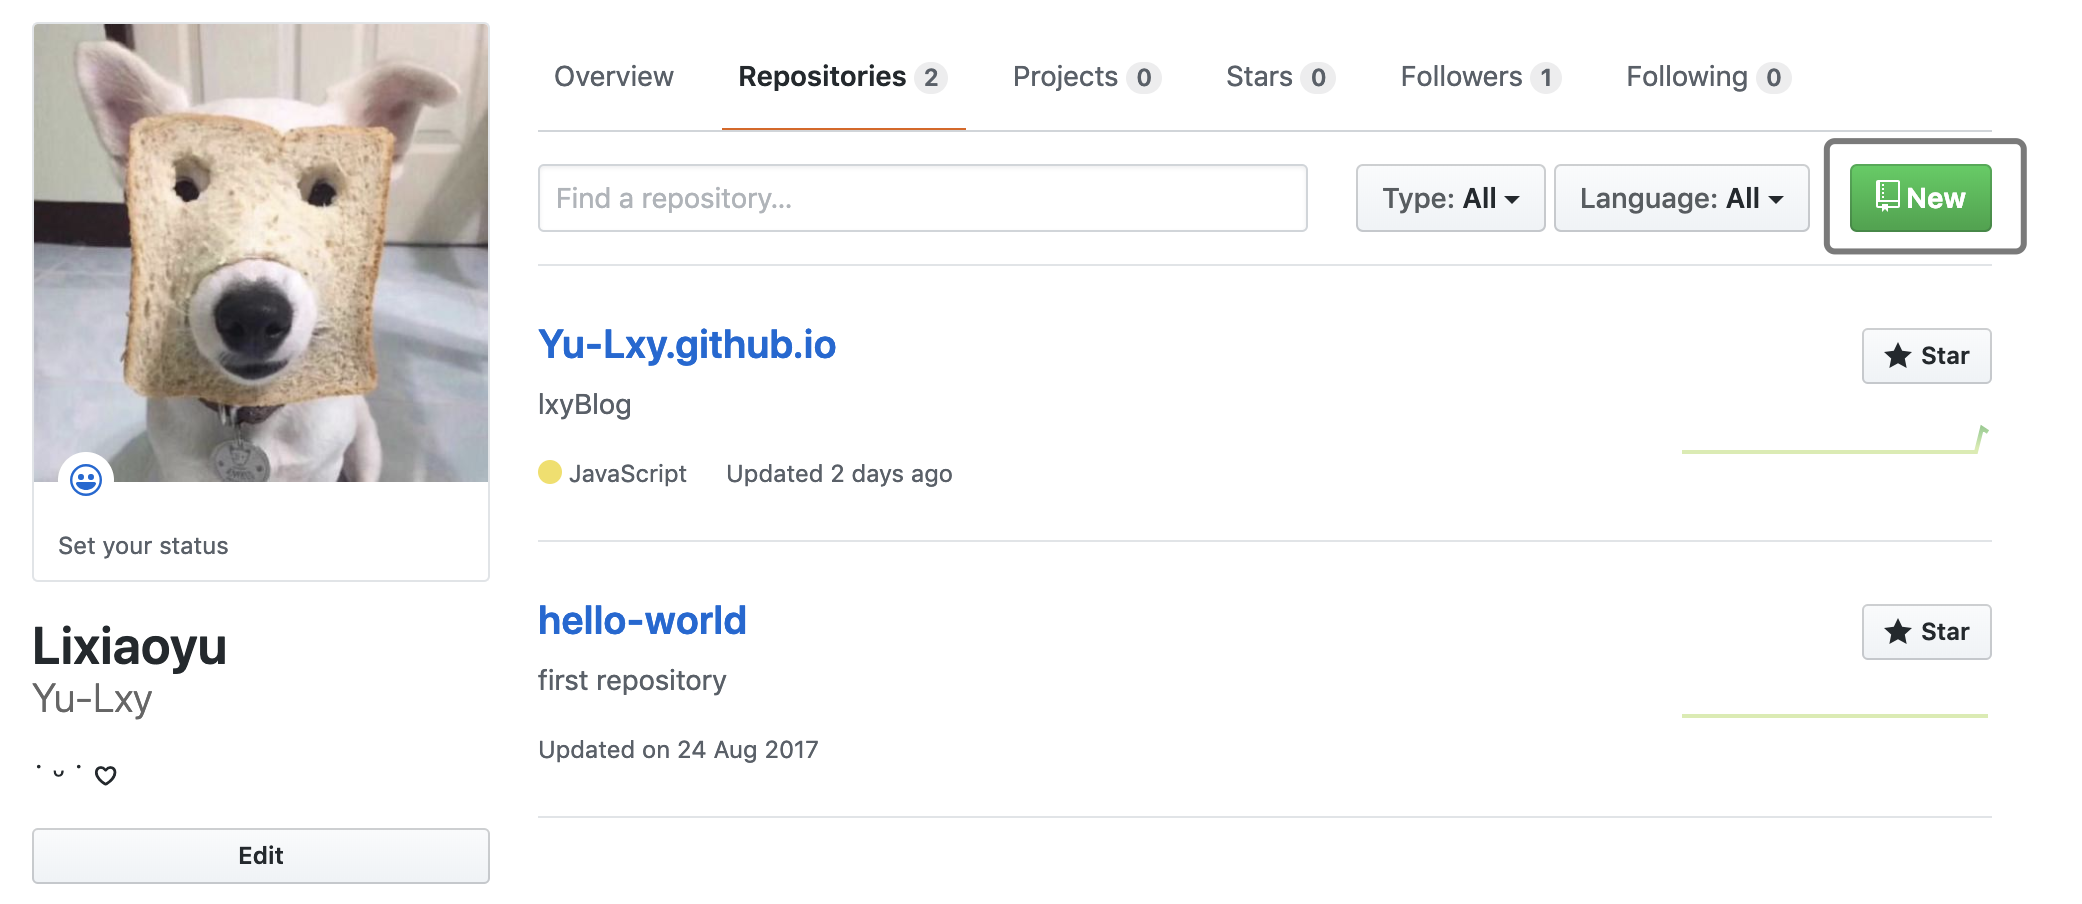 Overview Repositories 2 Projects 0 Stars 0 Followers 1 Following 0
Find a repository... Type: All Language: All New
Yu-Lxy.github.io
Star
lxyBlog
JavaScript Updated 2 days ago
hello-world
Star
first repository
Updated on 24 Aug 2017
Set your status
Lixiaoyu
Yu-Lxy
˙ ᵕ ˙ ♡
Edit